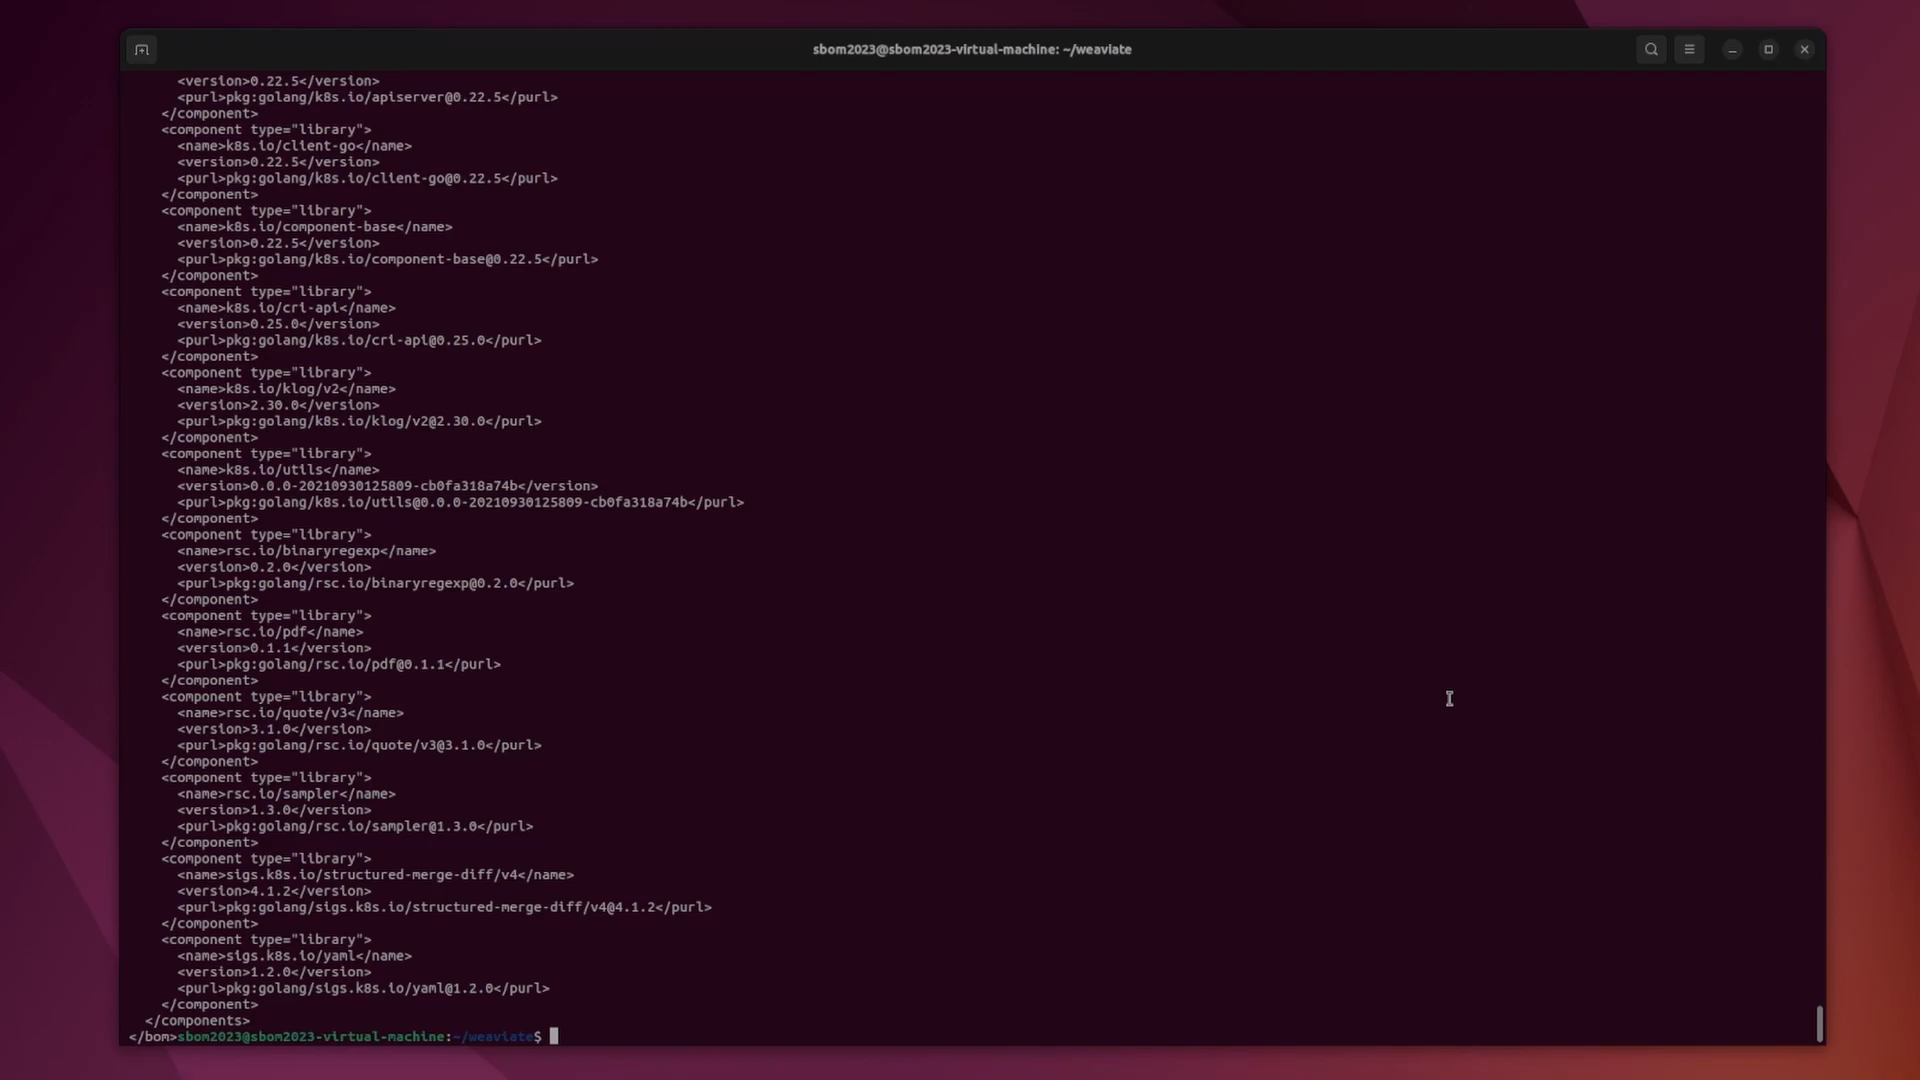 sbom2023@sbom2023-virtual-machine: ~/weaviate
<version>0.22.5</version>
<purl>pkg:golang/k8s.io/apiserver@0.22.5</purl>
</component>
<component type="library">
<name>k8s.io/client-go</name>
<version>0.22.5</version>
<purl>pkg:golang/k8s.io/client-go@0.22.5</purl>
</component>
<component type="library">
<name>k8s.io/component-base</name>
<version>0.22.5</version>
<purl>pkg:golang/k8s.io/component-base@0.22.5</purl>
</component>
<component type="library">
<name>k8s.io/cri-api</name>
<version>0.25.0</version>
<purl>pkg:golang/k8s.io/cri-api@0.25.0</purl>
</component>
<component type="library">
<name>k8s.io/klog/v2</name>
<version>2.30.0</version>
<purl>pkg:golang/k8s.io/klog/v2@2.30.0</purl>
</component>
<component type="library">
<name>k8s.io/utils</name>
<version>0.0.0-20210930125809-cb0fa318a74b</version>
<purl>pkg:golang/k8s.io/utils@0.0.0-20210930125809-cb0fa318a74b</purl>
</component>
<component type="library">
<name>rsc.io/binaryregexp</name>
<version>0.2.0</version>
<purl>pkg:golang/rsc.io/binaryregexp@0.2.0</purl>
</component>
<component type="library">
<name>rsc.io/pdf</name>
<version>0.1.1</version>
<purl>pkg:golang/rsc.io/pdf@0.1.1</purl>
</component>
<component type="library">
<name>rsc.io/quote/v3</name>
<version>3.1.0</version>
<purl>pkg:golang/rsc.io/quote/v3@3.1.0</purl>
</component>
<component type="library">
<name>rsc.io/sampler</name>
<version>1.3.0</version>
<purl>pkg:golang/rsc.io/sampler@1.3.0</purl>
</component>
<component type="library">
<name>sigs.k8s.io/structured-merge-diff/v4</name>
<version>4.1.2</version>
<purl>pkg:golang/sigs.k8s.io/structured-merge-diff/v4@4.1.2</purl>
</component>
<component type="library">
<name>sigs.k8s.io/yaml</name>
<version>1.2.0</version>
<purl>pkg:golang/sigs.k8s.io/yaml@1.2.0</purl>
</component>
</components>
</bom>sbom2023@sbom2023-virtual-machine:~/weaviate$